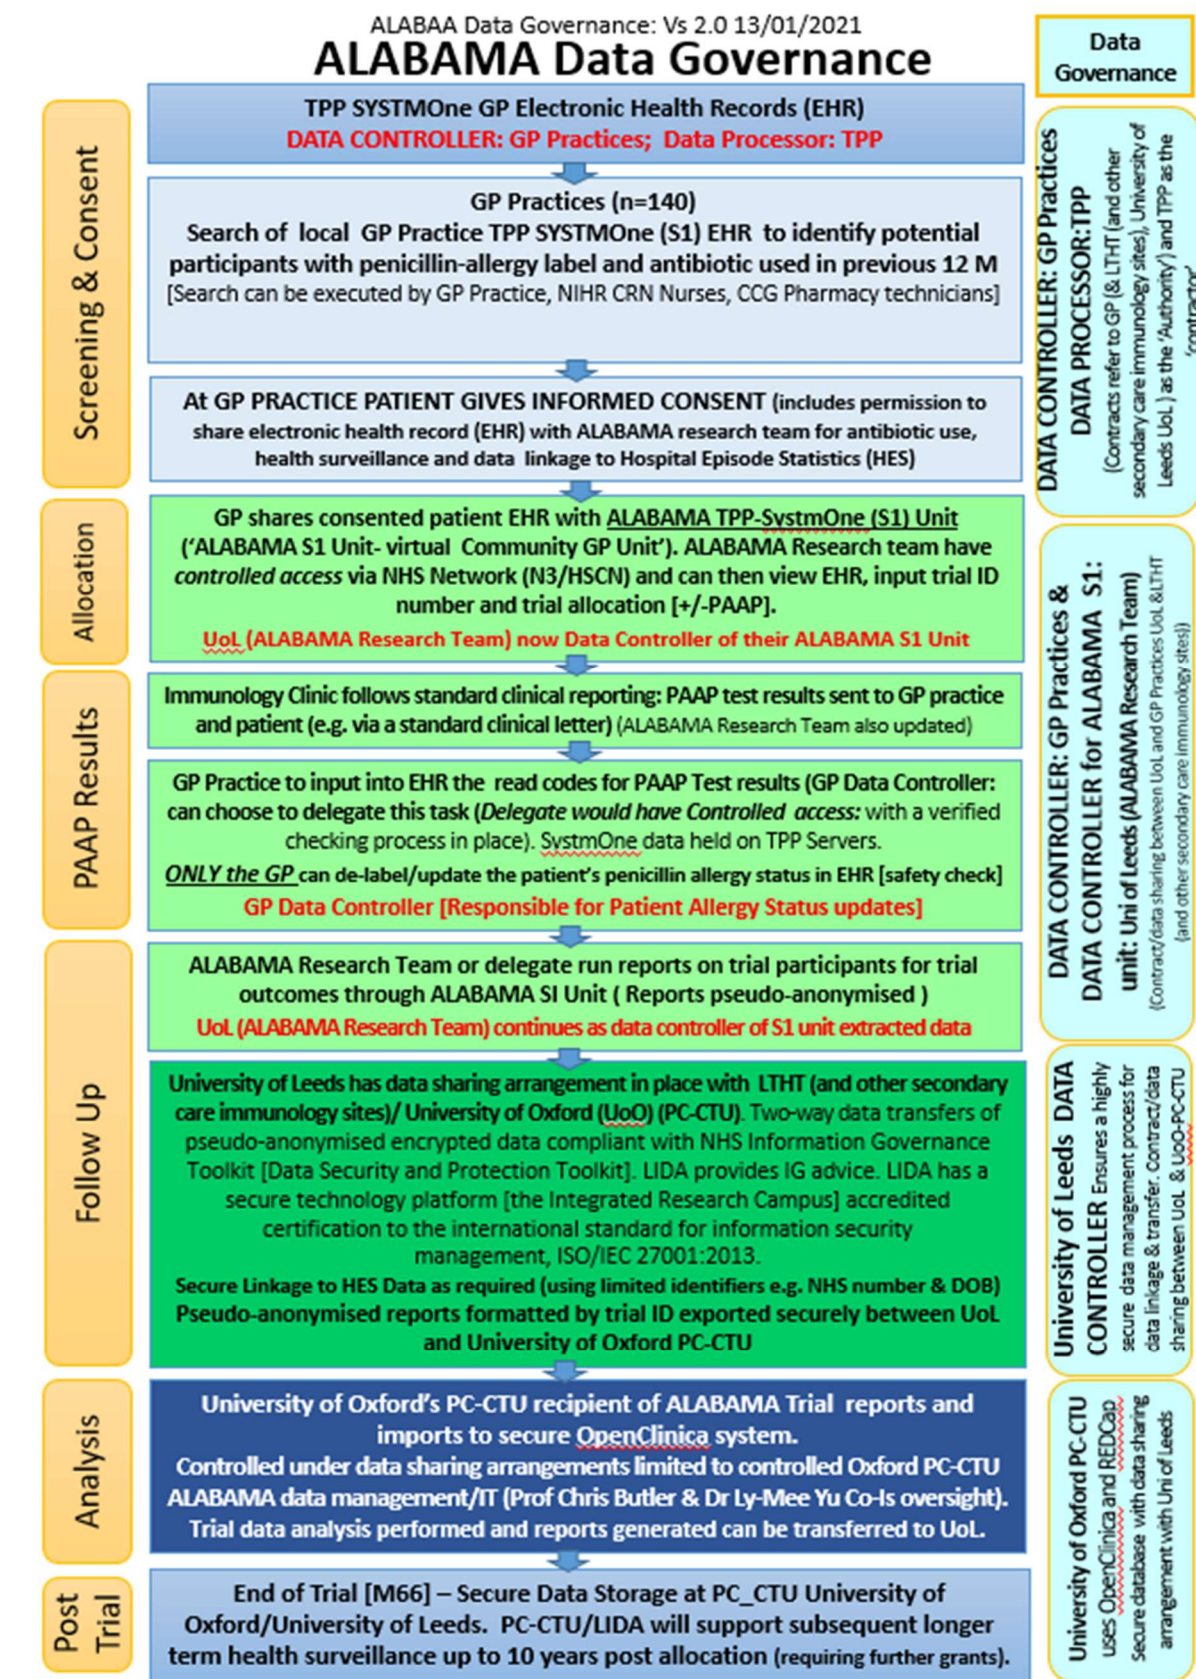 ALABAA Data Governance: Vs 2.0 13/01/2021
ALABAMA Data Governance
Data
Governance
Screening & Consent
TPP SYSTMOne GP Electronic Health Records (EHR)
DATA CONTROLLER: GP Practices; Data Processor: TPP
GP Practices (n=140)
Search of local GP Practice TPP SYSTMOne (S1) EHR to identify potential
participants with penicillin-allergy label and antibiotic used in previous 12 M
[Search can be executed by GP Practice, NIHR CRN Nurses, CCG Pharmacy technicians]
At GP PRACTICE PATIENT GIVES INFORMED CONSENT (includes permission to
share electronic health record (EHR) with ALABAMA research team for antibiotic use,
health surveillance and data linkage to Hospital Episode Statistics (HES)
DATA CONTROLLER: GP Practices
DATA PROCESSOR:TPP
(Contracts refer to GP (& LTHT (and other
secondary care immunology sites), University of
Leeds UoL ) as the 'Authority') and TPP as the
'contractor'
Allocation
GP shares consented patient EHR with ALABAMA TPP-SystmOne (S1) Unit
('ALABAMA S1 Unit- virtual Community GP Unit'). ALABAMA Research team have
controlled access via NHS Network (N3/HSCN) and can then view EHR, input trial ID
number and trial allocation [+/-PAAP].
UoL (ALABAMA Research Team) now Data Controller of their ALABAMA S1 Unit
PAAP Results
Immunology Clinic follows standard clinical reporting: PAAP test results sent to GP practice
and patient (e.g. via a standard clinical letter) (ALABAMA Research Team also updated)
GP Practice to input into EHR the read codes for PAAP Test results (GP Data Controller:
can choose to delegate this task (Delegate would have Controlled access: with a verified
checking process in place). SystmOne data held on TPP Servers.
ONLY the GP can de-label/update the patient's penicillin allergy status in EHR [safety check]
GP Data Controller [Responsible for Patient Allergy Status updates]
DATA CONTROLLER: GP Practices &
DATA CONTROLLER for ALABAMA S1:
unit: Uni of Leeds (ALABAMA Research Team)
(Contract/data sharing between UoL and GP Practices UoL &LTHT
(and other secondary care immunology sites))
Follow Up
ALABAMA Research Team or delegate run reports on trial participants for trial
outcomes through ALABAMA SI Unit ( Reports pseudo-anonymised )
UoL (ALABAMA Research Team) continues as data controller of S1 unit extracted data
University of Leeds has data sharing arrangement in place with LTHT (and other secondary
care immunology sites)/ University of Oxford (UoO) (PC-CTU). Two-way data transfers of
pseudo-anonymised encrypted data compliant with NHS Information Governance
Toolkit [Data Security and Protection Toolkit]. LIDA provides IG advice. LIDA has a
secure technology platform [the Integrated Research Campus] accredited
certification to the international standard for information security
management, ISO/IEC 27001:2013.
Secure Linkage to HES Data as required (using limited identifiers e.g. NHS number & DOB)
Pseudo-anonymised reports formatted by trial ID exported securely between UoL
and University of Oxford PC-CTU
University of Leeds DATA
CONTROLLER Ensures a highly
secure data management process for
data linkage & transfer. Contract/data
sharing between UoL & UoO-PC-CTU
Analysis
University of Oxford's PC-CTU recipient of ALABAMA Trial reports and
imports to secure OpenClinica system.
Controlled under data sharing arrangements limited to controlled Oxford PC-CTU
ALABAMA data management/IT (Prof Chris Butler & Dr Ly-Mee Yu Co-Is oversight).
Trial data analysis performed and reports generated can be transferred to UoL.
University of Oxford PC-CTU
uses OpenClinica and REDCap
Secure database with data sharing
arrangement with Uni of Leeds
Post
Trial
End of Trial [M66] – Secure Data Storage at PC_CTU University of
Oxford/University of Leeds. PC-CTU/LIDA will support subsequent longer
term health surveillance up to 10 years post allocation (requiring further grants).